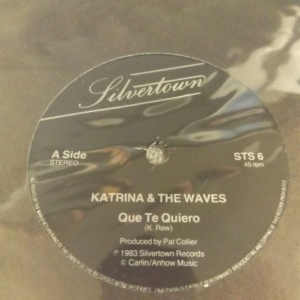 Silvertown
A Side
STEREO
STS 6
45 rpm
KATRINA & THE WAVES
Que Te Quiero
(K. Rew)
Produced by Pat Collier
℗ 1983 Silvertown Records
© Carlin/Anhow Music